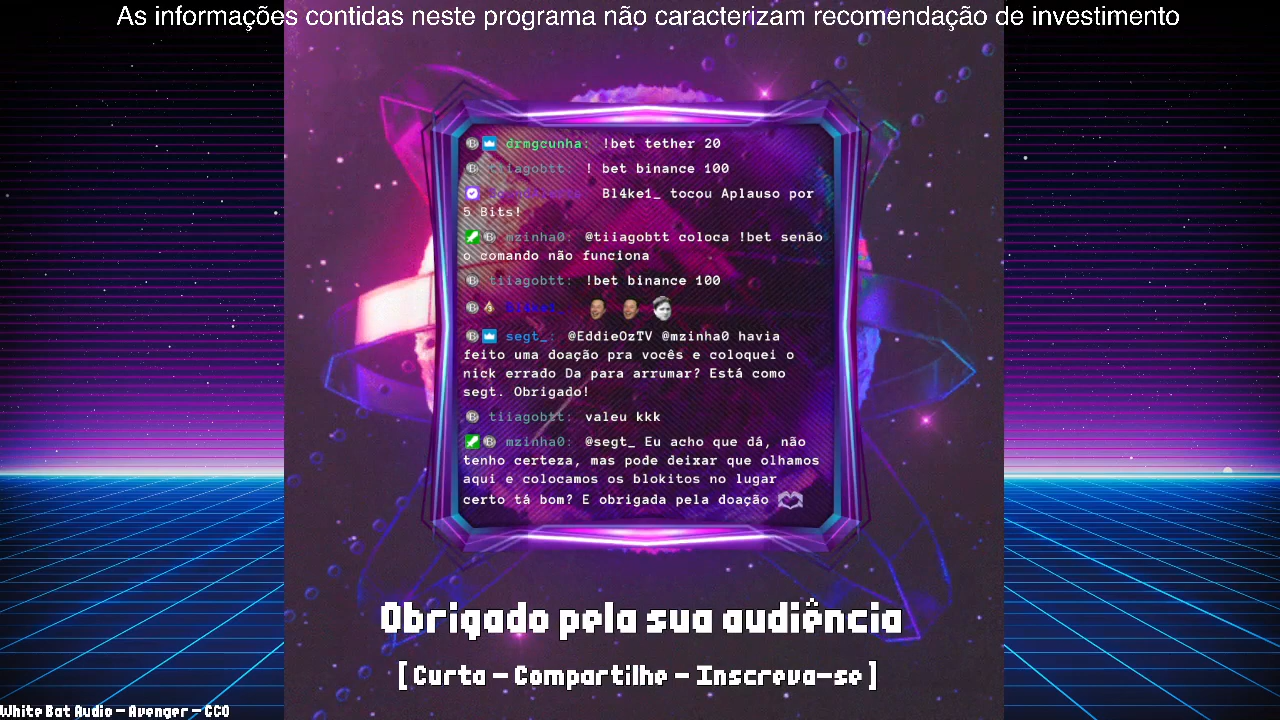 As informações contidas neste programa não caracterizam recomendação de investimento
drmgcunha: !bet tether 20
tiiagobtt: ! bet binance 100
Bl4ke1_ tocou Aplauso por
5 Bits!
mzinha0: @tiiagobtt coloca !bet senão
o comando não funciona
tiiagobtt: !bet binance 100
segt_: @EddieOzTV @mzinha0 havia
feito uma doação pra vocês e coloquei o
nick errado Da para arrumar? Está como
segt. Obrigado!
tiiagobtt: valeu kkk
mzinha0: @segt_ Eu acho que dá, não
tenho certeza, mas pode deixar que olhamos
aqui e colocamos os blokitos no lugar
certo tá bom? E obrigada pela doação
Obrigado pela sua audiência
[ Curta - Compartilhe - Inscreva-se ]
White Bat Audio - Avenger - CC0